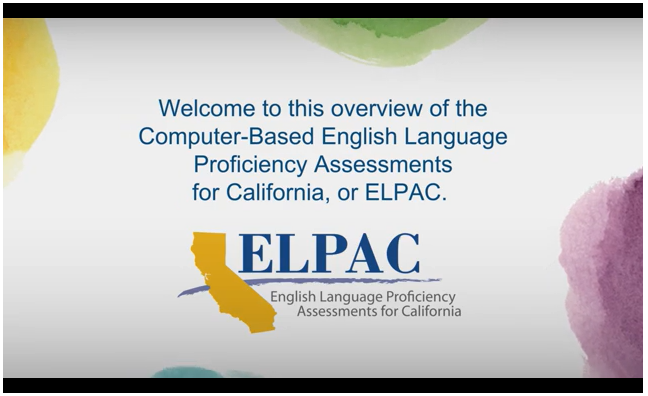 Welcome to this overview of the
Computer-Based English Language
Proficiency Assessments
for California, or ELPAC.
ELPAC
English Language Proficiency
Assessments for California